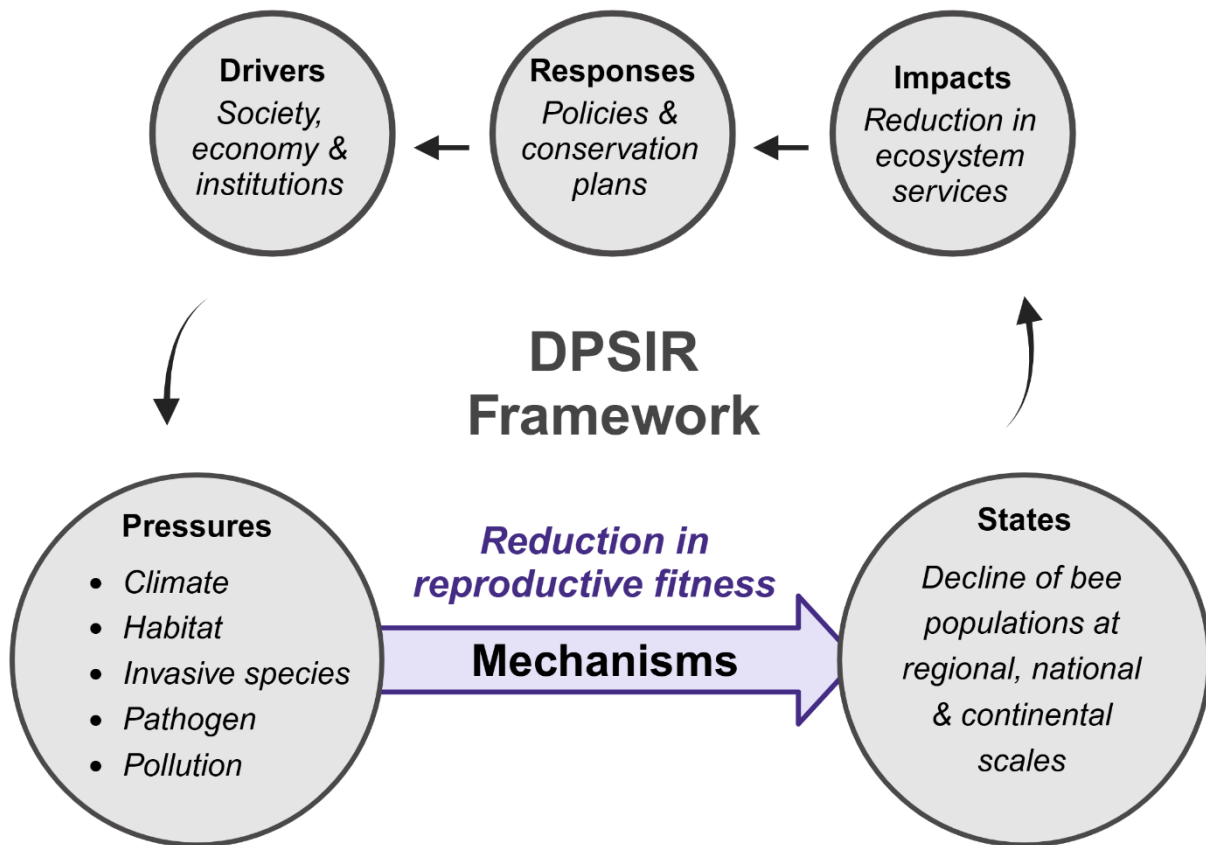 Drivers
Society,
economy &
institutions
Responses
Policies &
conservation
plans
Impacts
Reduction in
ecosystem
services
DPSIR
Framework
Pressures
• Climate
• Habitat
• Invasive species
• Pathogen
• Pollution
Reduction in
reproductive fitness
Mechanisms
States
Decline of bee
populations at
regional, national
& continental
scales